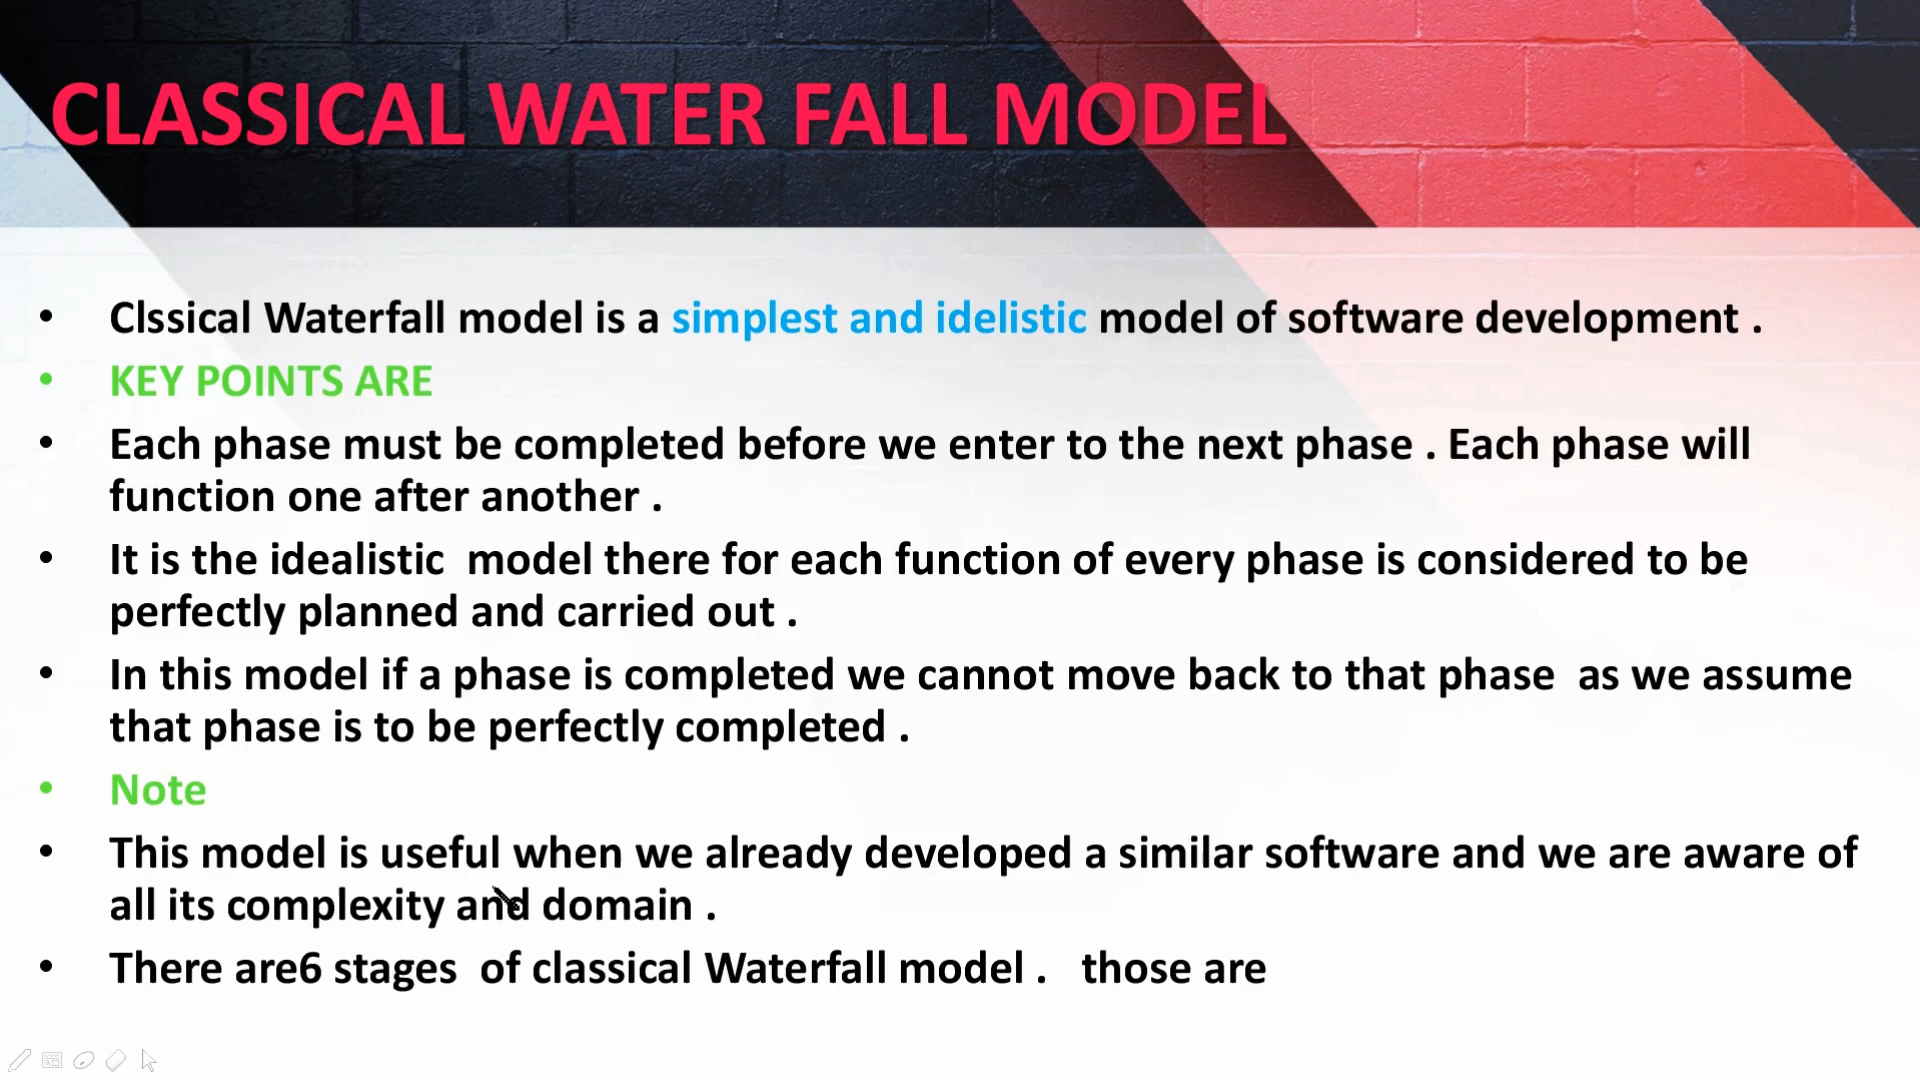 CLASSICAL WATER FALL MODEL
• Clssical Waterfall model is a simplest and idelistic model of software development .
• KEY POINTS ARE
• Each phase must be completed before we enter to the next phase . Each phase will
function one after another .
• It is the idealistic  model there for each function of every phase is considered to be
perfectly planned and carried out .
• In this model if a phase is completed we cannot move back to that phase  as we assume
that phase is to be perfectly completed .
• Note
• This model is useful when we already developed a similar software and we are aware of
all its complexity and domain .
• There are6 stages  of classical Waterfall model .   those are